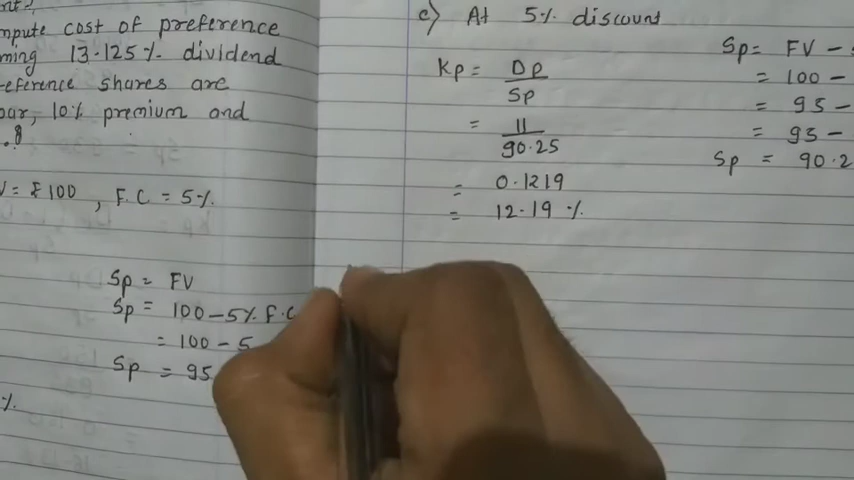 mpute cost of preference
ming 13.125% dividend
eference shares are
par, 10% premium and
.8
V = ₹100 , F.C = 5%.
Sp = FV
Sp = 100 - 5% F.C
= 100 - 5
Sp = 95
%.
c) At 5% discount
Kp = Dp / Sp
= 11 / 90.25
= 0.1219
= 12.19 %
Sp = FV -
= 100 -
= 95 -
= 95 -
Sp = 90.2